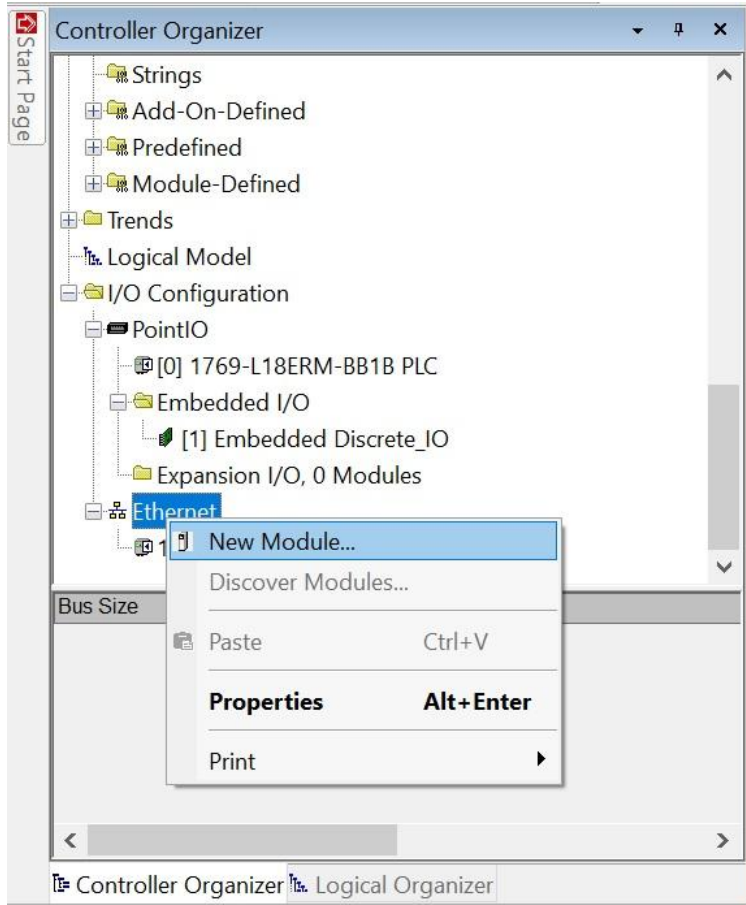 Start Page
Controller Organizer
Strings
Add-On-Defined
Predefined
Module-Defined
Trends
Logical Model
I/O Configuration
PointIO
[0] 1769-L18ERM-BB1B PLC
Embedded I/O
[1] Embedded Discrete_IO
Expansion I/O, 0 Modules
Ethernet
1
New Module...
Discover Modules...
Bus Size
Paste Ctrl+V
Properties Alt+Enter
Print
Controller Organizer Logical Organizer